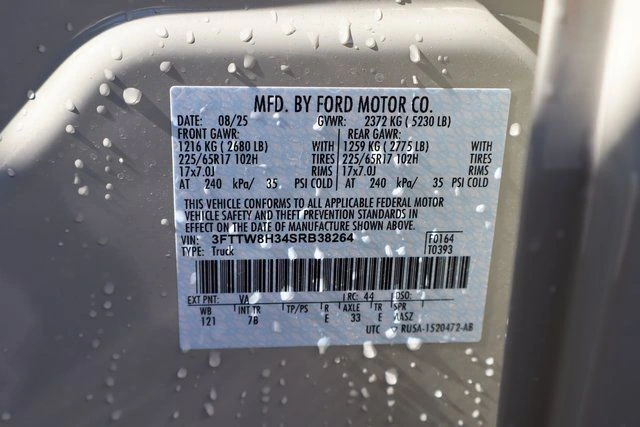 MFD. BY FORD MOTOR CO.
DATE: 08/25 GVWR: 2372 KG ( 5230 LB)
FRONT GAWR: REAR GAWR:
1216 KG ( 2680 LB) WITH 1259 KG ( 2775 LB) WITH
225/65R17 102H TIRES 225/65R17 102H TIRES
17x7.0J RIMS 17x7.0J RIMS
AT 240 kPa/ 35 PSI COLD AT 240 kPa/ 35 PSI COLD
THIS VEHICLE CONFORMS TO ALL APPLICABLE FEDERAL MOTOR
VEHICLE SAFETY AND THEFT PREVENTION STANDARDS IN
EFFECT ON THE DATE OF MANUFACTURE SHOWN ABOVE.
VIN: 3FTTW8H34SRB38264 F0164
TYPE: Truck T0393
EXT PNT: VA RC: 44 DSO:
WB INT TR TP/PS R AXLE TR SPR
121 7B E 33 E AASZ
UTC RUSA-1520472-AB